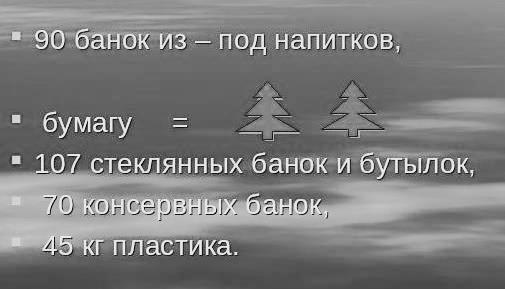 ▪ 90 банок из – под напитков,
▪ бумагу =
▪ 107 стеклянных банок и бутылок,
▪ 70 консервных банок,
▪ 45 кг пластика.